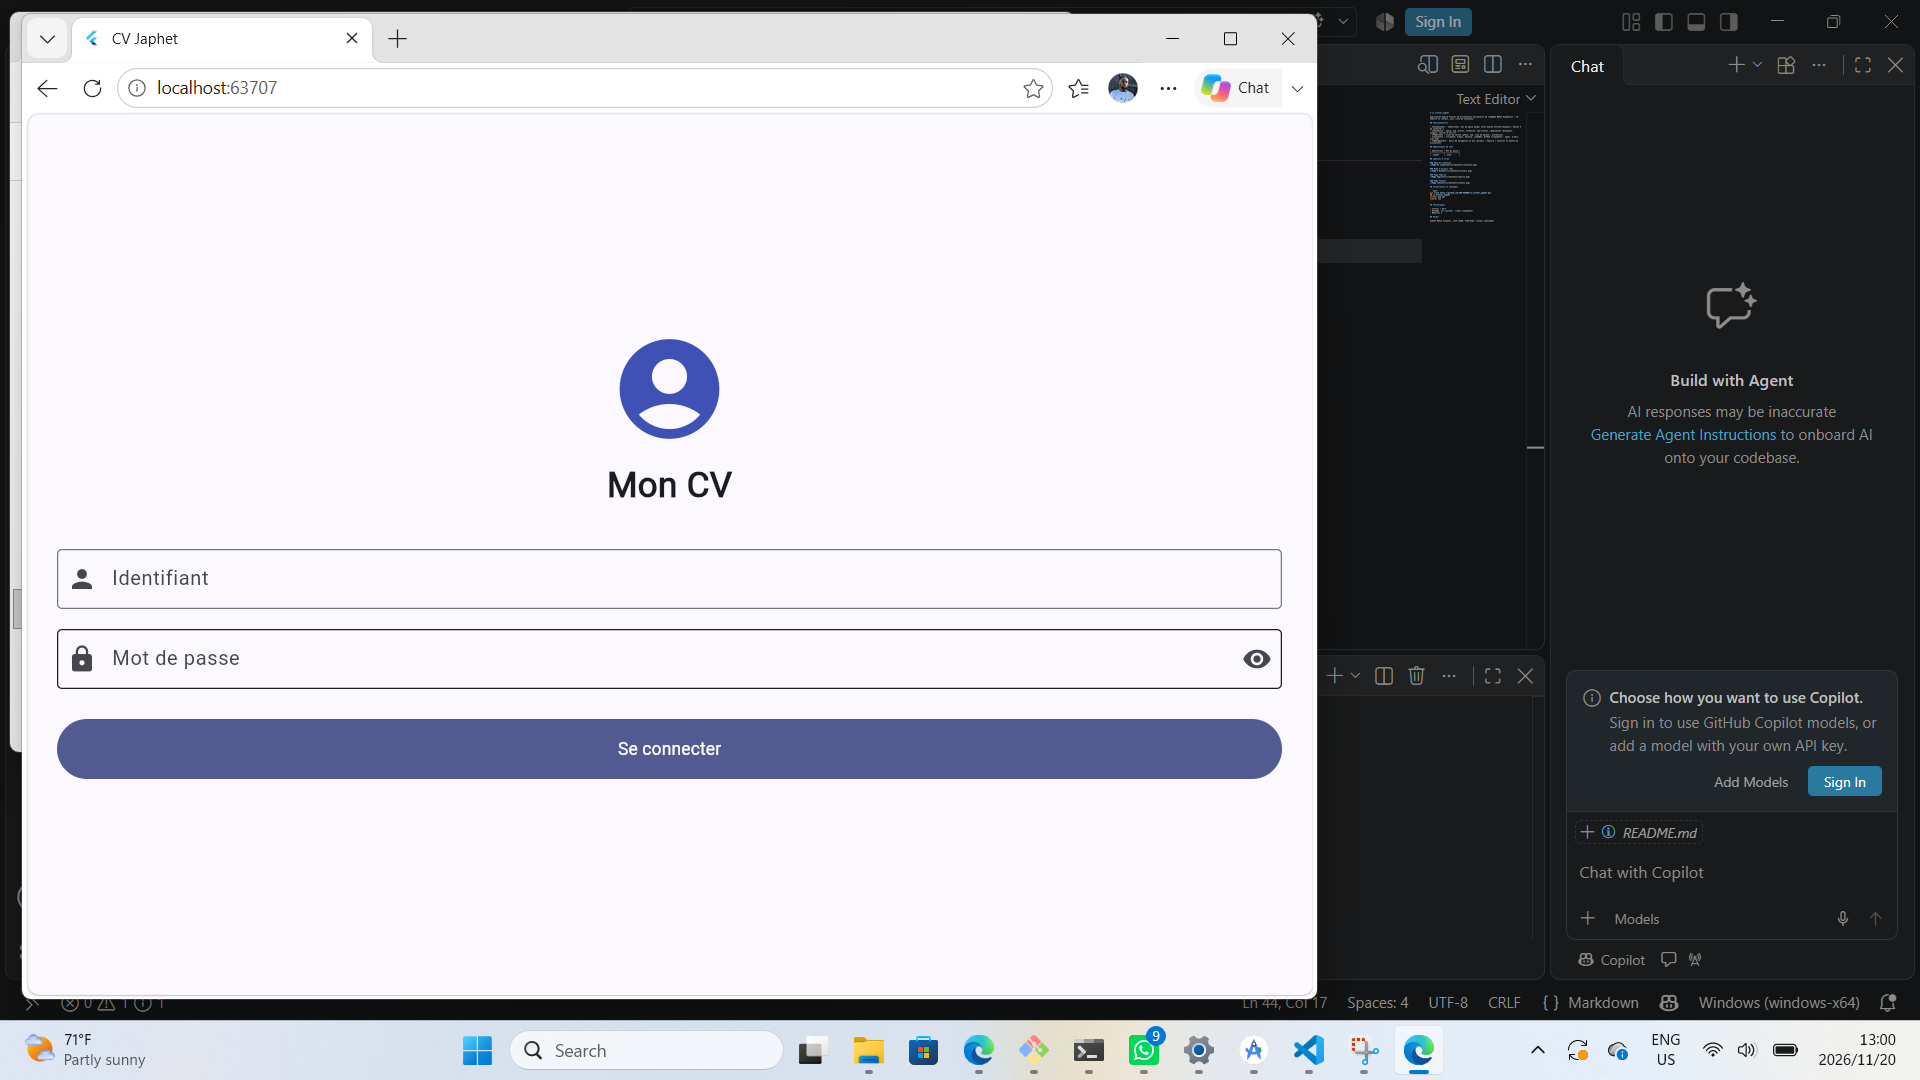 CV Japhet
localhost:63707
Chat
Mon CV
Identifiant
Mot de passe
Se connecter
Sign In
Text Editor
Chat
Build with Agent
AI responses may be inaccurate
Generate Agent Instructions to onboard AI
onto your codebase.
Choose how you want to use Copilot.
Sign in to use GitHub Copilot models, or
add a model with your own API key.
Add Models
Sign In
README.md
Chat with Copilot
Models
Copilot
Ln 44, Col 17
Spaces: 4
UTF-8
CRLF
{ } Markdown
Windows (windows-x64)
71°F
Partly sunny
Search
9
ENG
US
13:00
2026/11/20